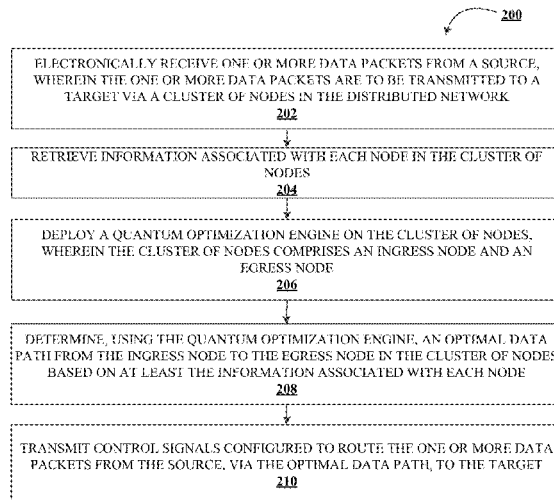 200
ELECTRONICALLY RECEIVE ONE OR MORE DATA PACKETS FROM A SOURCE,
WHEREIN THE ONE OR MORE DATA PACKETS ARE TO BE TRANSMITTED TO A
TARGET VIA A CLUSTER OF NODES IN THE DISTRIBUTED NETWORK
202
RETRIEVE INFORMATION ASSOCIATED WITH EACH NODE IN THE CLUSTER OF
NODES
204
DEPLOY A QUANTUM OPTIMIZATION ENGINE ON THE CLUSTER OF NODES,
WHEREIN THE CLUSTER OF NODES COMPRISES AN INGRESS NODE AND AN
EGRESS NODE
206
DETERMINE, USING THE QUANTUM OPTIMIZATION ENGINE, AN OPTIMAL DATA
PATH FROM THE INGRESS NODE TO THE EGRESS NODE IN THE CLUSTER OF NODES
BASED ON AT LEAST THE INFORMATION ASSOCIATED WITH EACH NODE
208
TRANSMIT CONTROL SIGNALS CONFIGURED TO ROUTE THE ONE OR MORE DATA
PACKETS FROM THE SOURCE, VIA THE OPTIMAL DATA PATH, TO THE TARGET
210